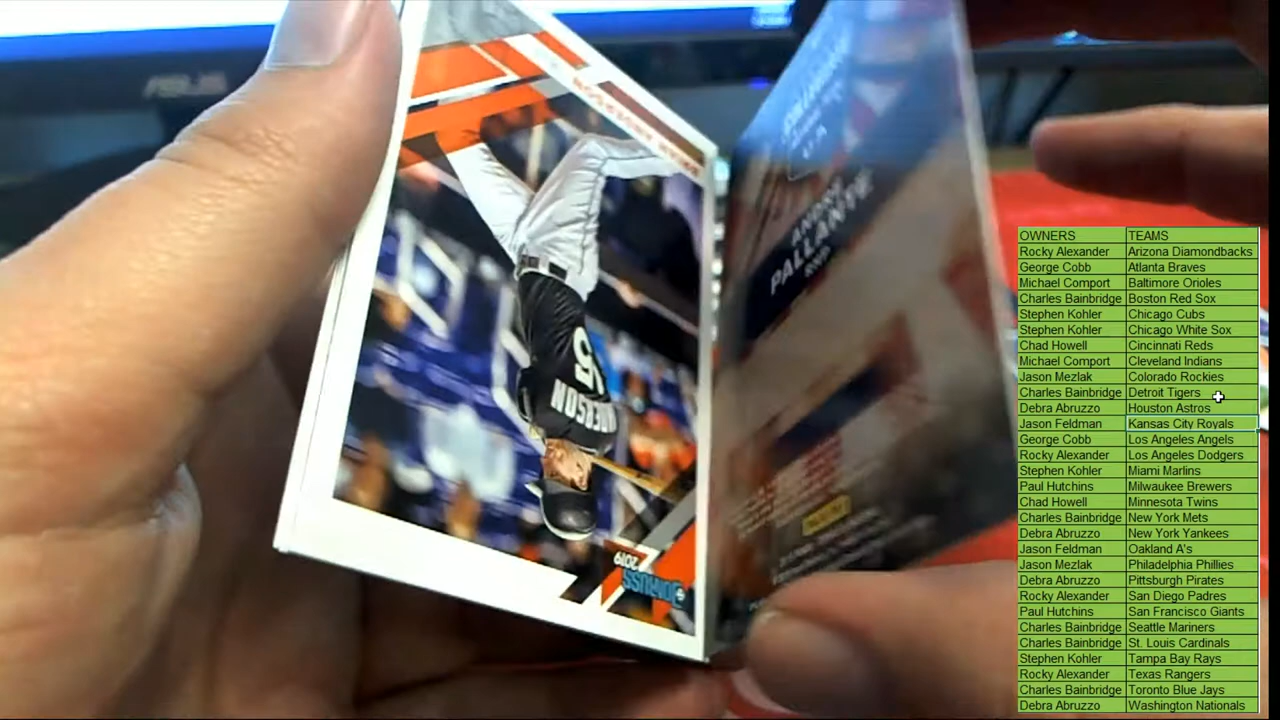 ASUS
BRIAN ANDERSON
ANDERSON
15
DONRUSS
2019
COLLEGIATE
ANDRE
PALLANTE
RHP
PANINI
OWNERS TEAMS
Rocky Alexander Arizona Diamondbacks
George Cobb Atlanta Braves
Michael Comport Baltimore Orioles
Charles Bainbridge Boston Red Sox
Stephen Kohler Chicago Cubs
Stephen Kohler Chicago White Sox
Chad Howell Cincinnati Reds
Michael Comport Cleveland Indians
Jason Mezlak Colorado Rockies
Charles Bainbridge Detroit Tigers
Debra Abruzzo Houston Astros
Jason Feldman Kansas City Royals
George Cobb Los Angeles Angels
Rocky Alexander Los Angeles Dodgers
Stephen Kohler Miami Marlins
Paul Hutchins Milwaukee Brewers
Chad Howell Minnesota Twins
Charles Bainbridge New York Mets
Debra Abruzzo New York Yankees
Jason Feldman Oakland A's
Jason Mezlak Philadelphia Phillies
Debra Abruzzo Pittsburgh Pirates
Rocky Alexander San Diego Padres
Paul Hutchins San Francisco Giants
Charles Bainbridge Seattle Mariners
Charles Bainbridge St. Louis Cardinals
Stephen Kohler Tampa Bay Rays
Rocky Alexander Texas Rangers
Charles Bainbridge Toronto Blue Jays
Debra Abruzzo Washington Nationals